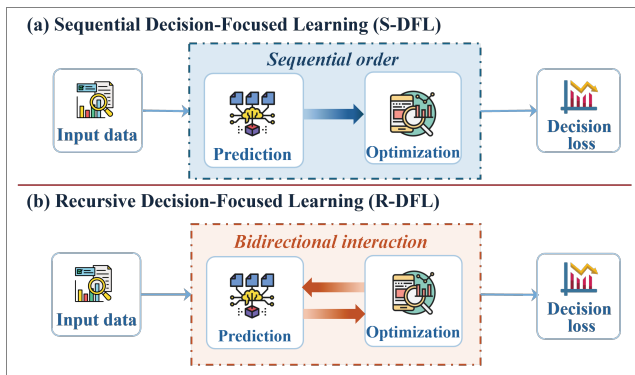 (a) Sequential Decision-Focused Learning (S-DFL)
Sequential order
Input data
Prediction
Optimization
Decision
loss
(b) Recursive Decision-Focused Learning (R-DFL)
Bidirectional interaction
Input data
Prediction
Optimization
Decision
loss